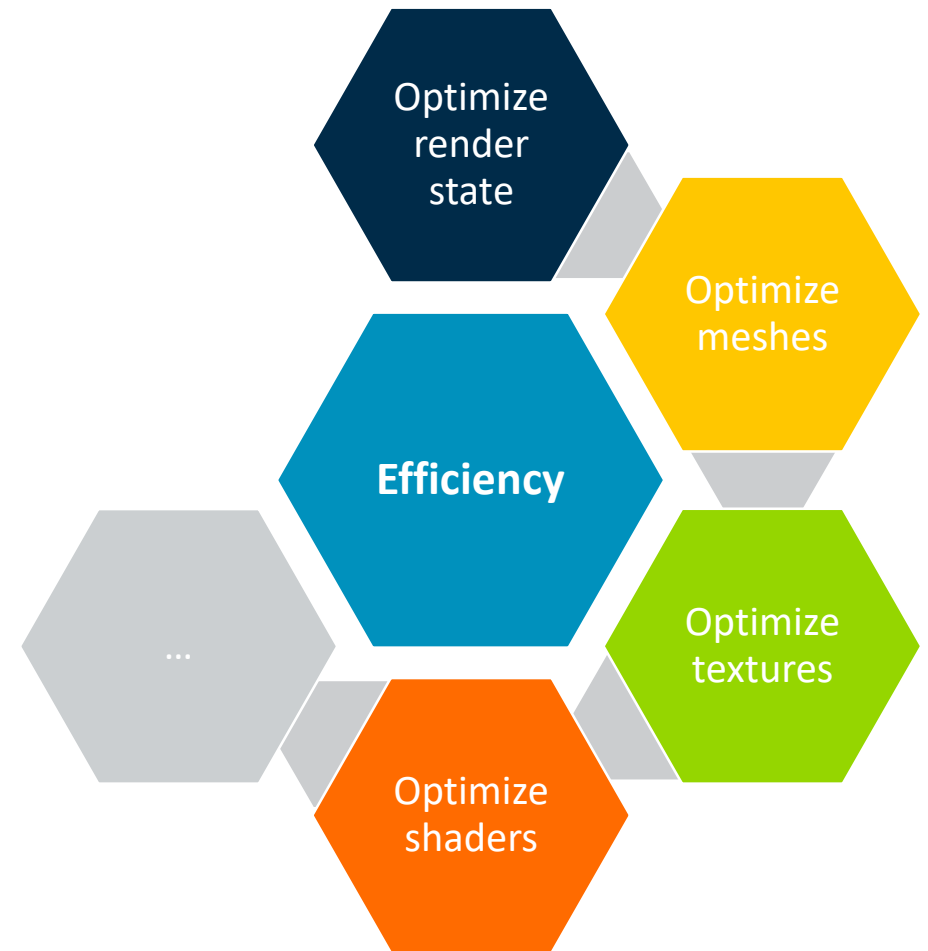 Optimize
render
state
Optimize
meshes
Efficiency
Optimize
textures
...
Optimize
shaders